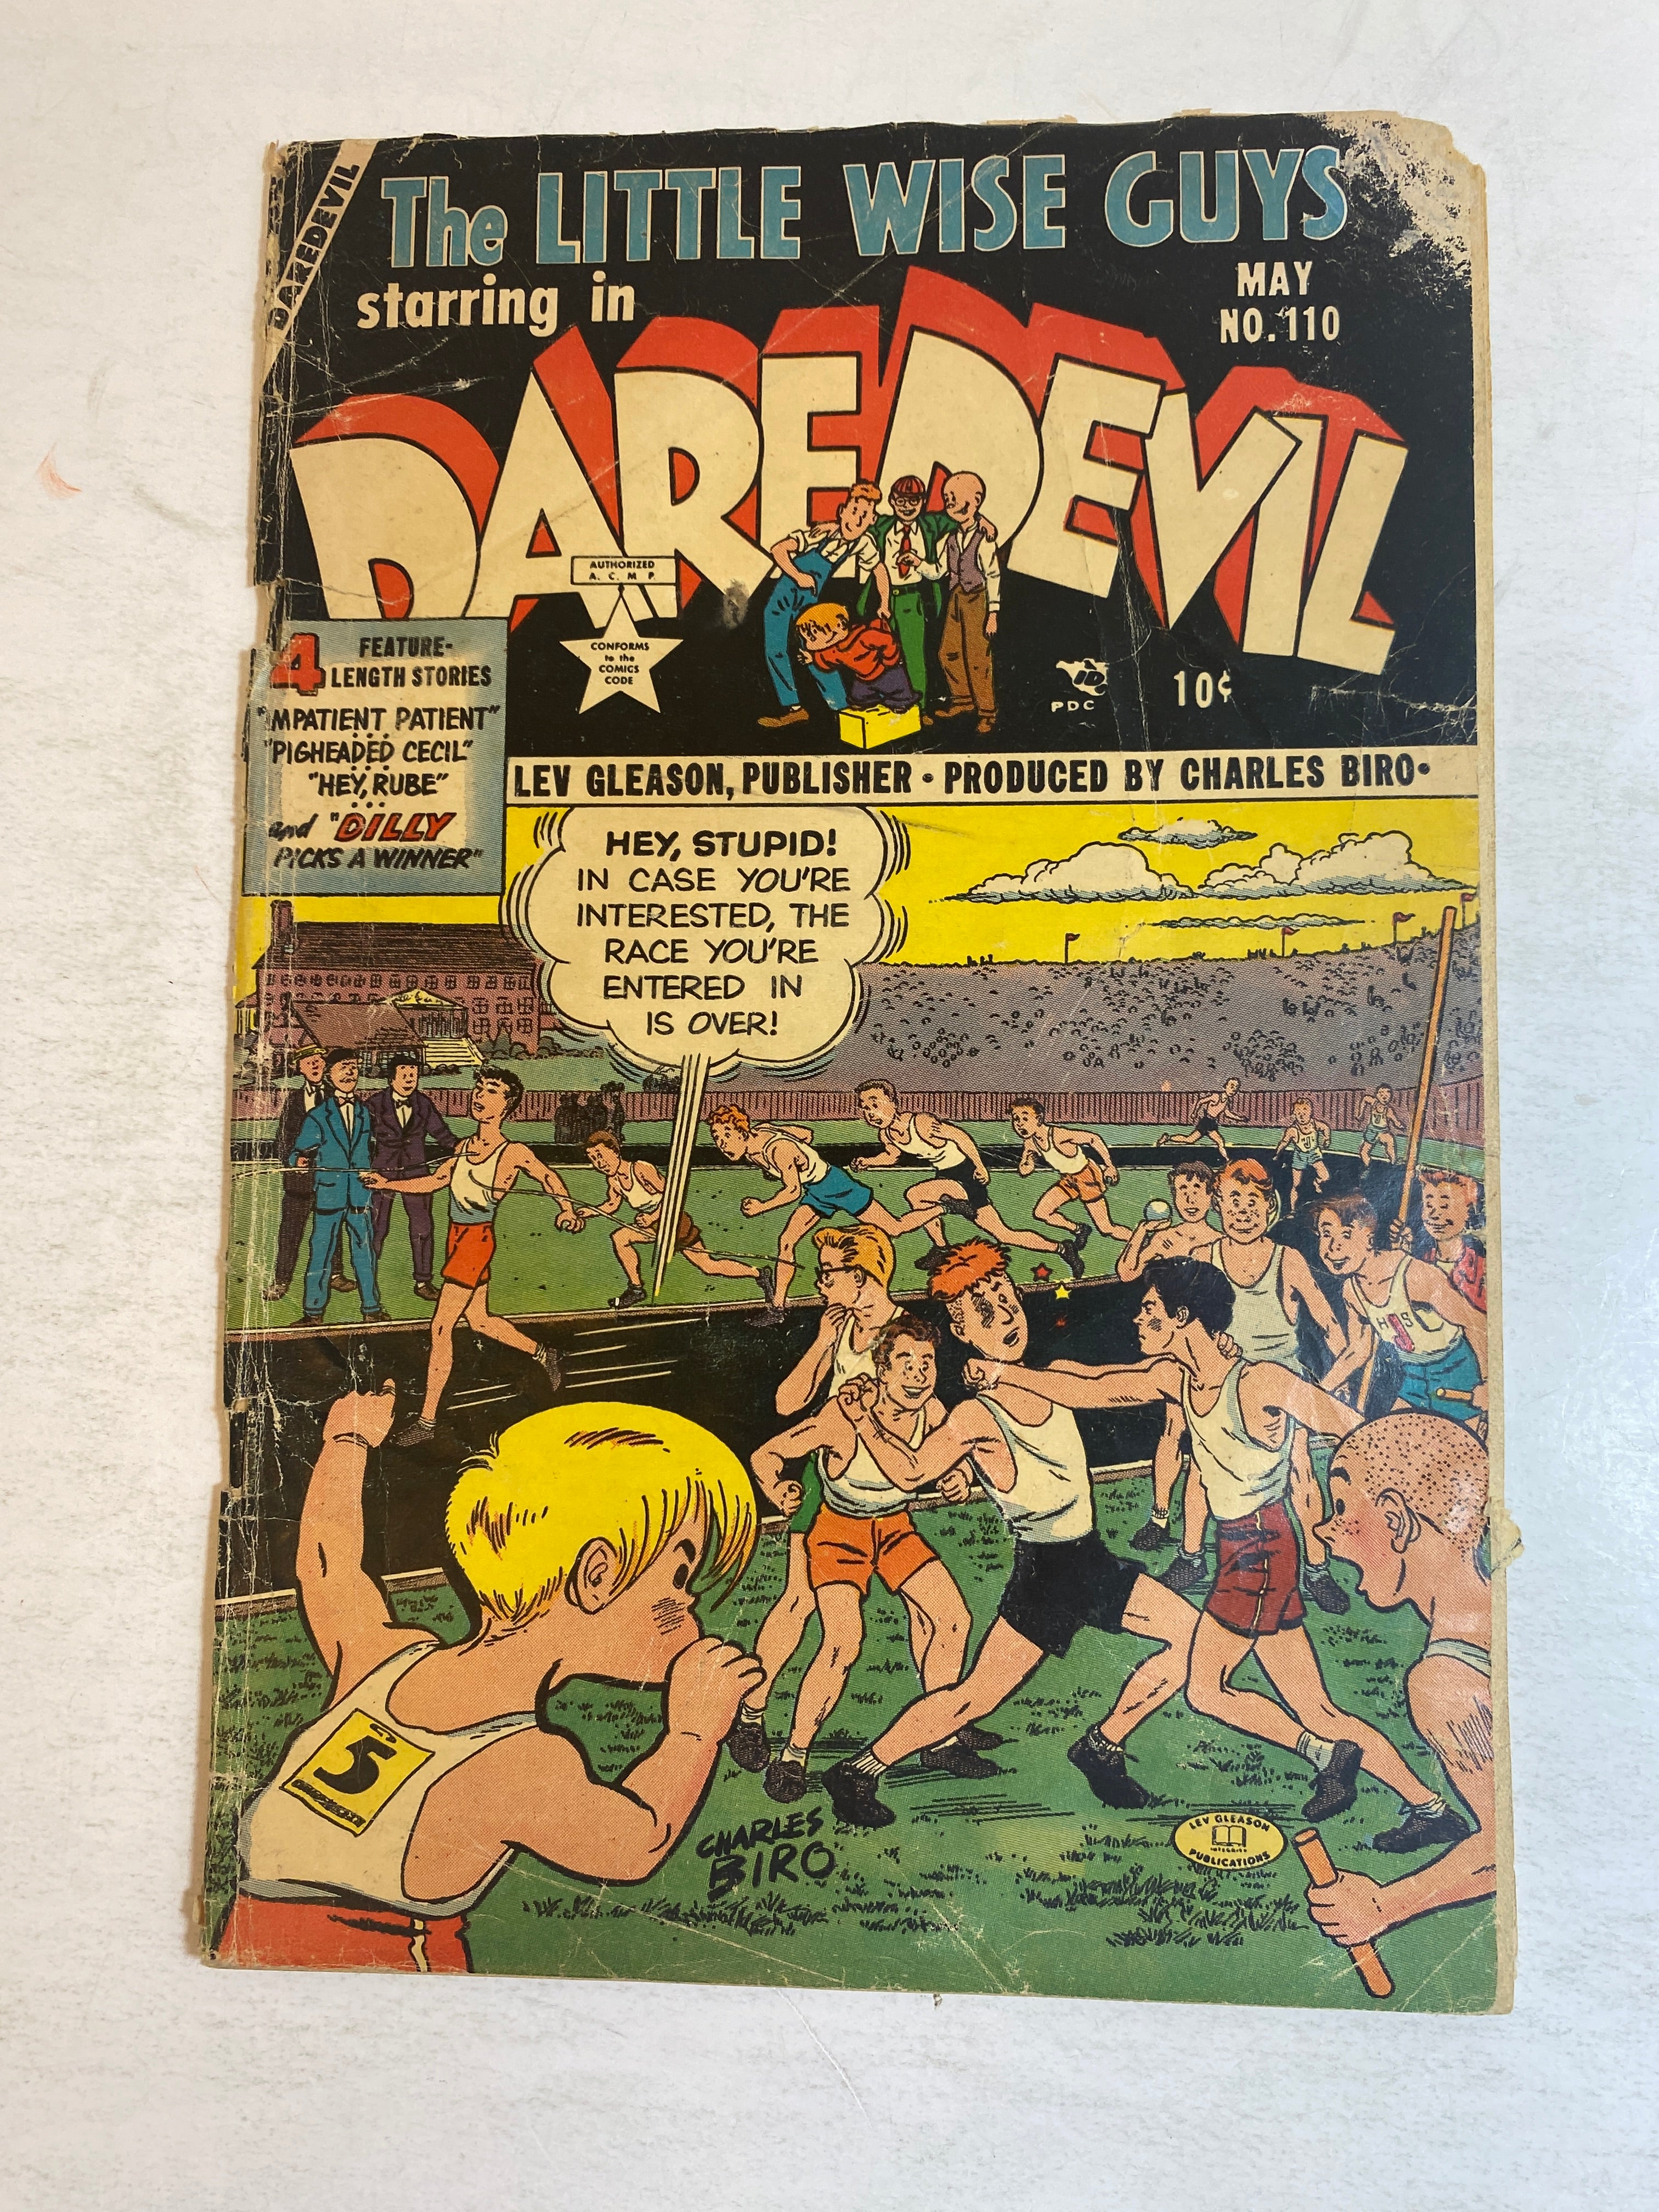 DAREDEVIL
The LITTLE WISE GUYS
starring in
MAY
NO. 110
DAREDEVIL
AUTHORIZED
A. C. M. P.
CONFORMS
to the
COMICS
CODE
PDC
10¢
4 FEATURE-
LENGTH STORIES
"IMPATIENT PATIENT"
"PIGHEADED CECIL"
"HEY, RUBE"
and "DILLY
PICKS A WINNER"
LEV GLEASON, PUBLISHER • PRODUCED BY CHARLES BIRO •
HEY, STUPID!
IN CASE YOU'RE
INTERESTED, THE
RACE YOU'RE
ENTERED IN
IS OVER!
HSL
5
CHARLES
BIRO
LEV GLEASON
INTEGRITY
PUBLICATIONS